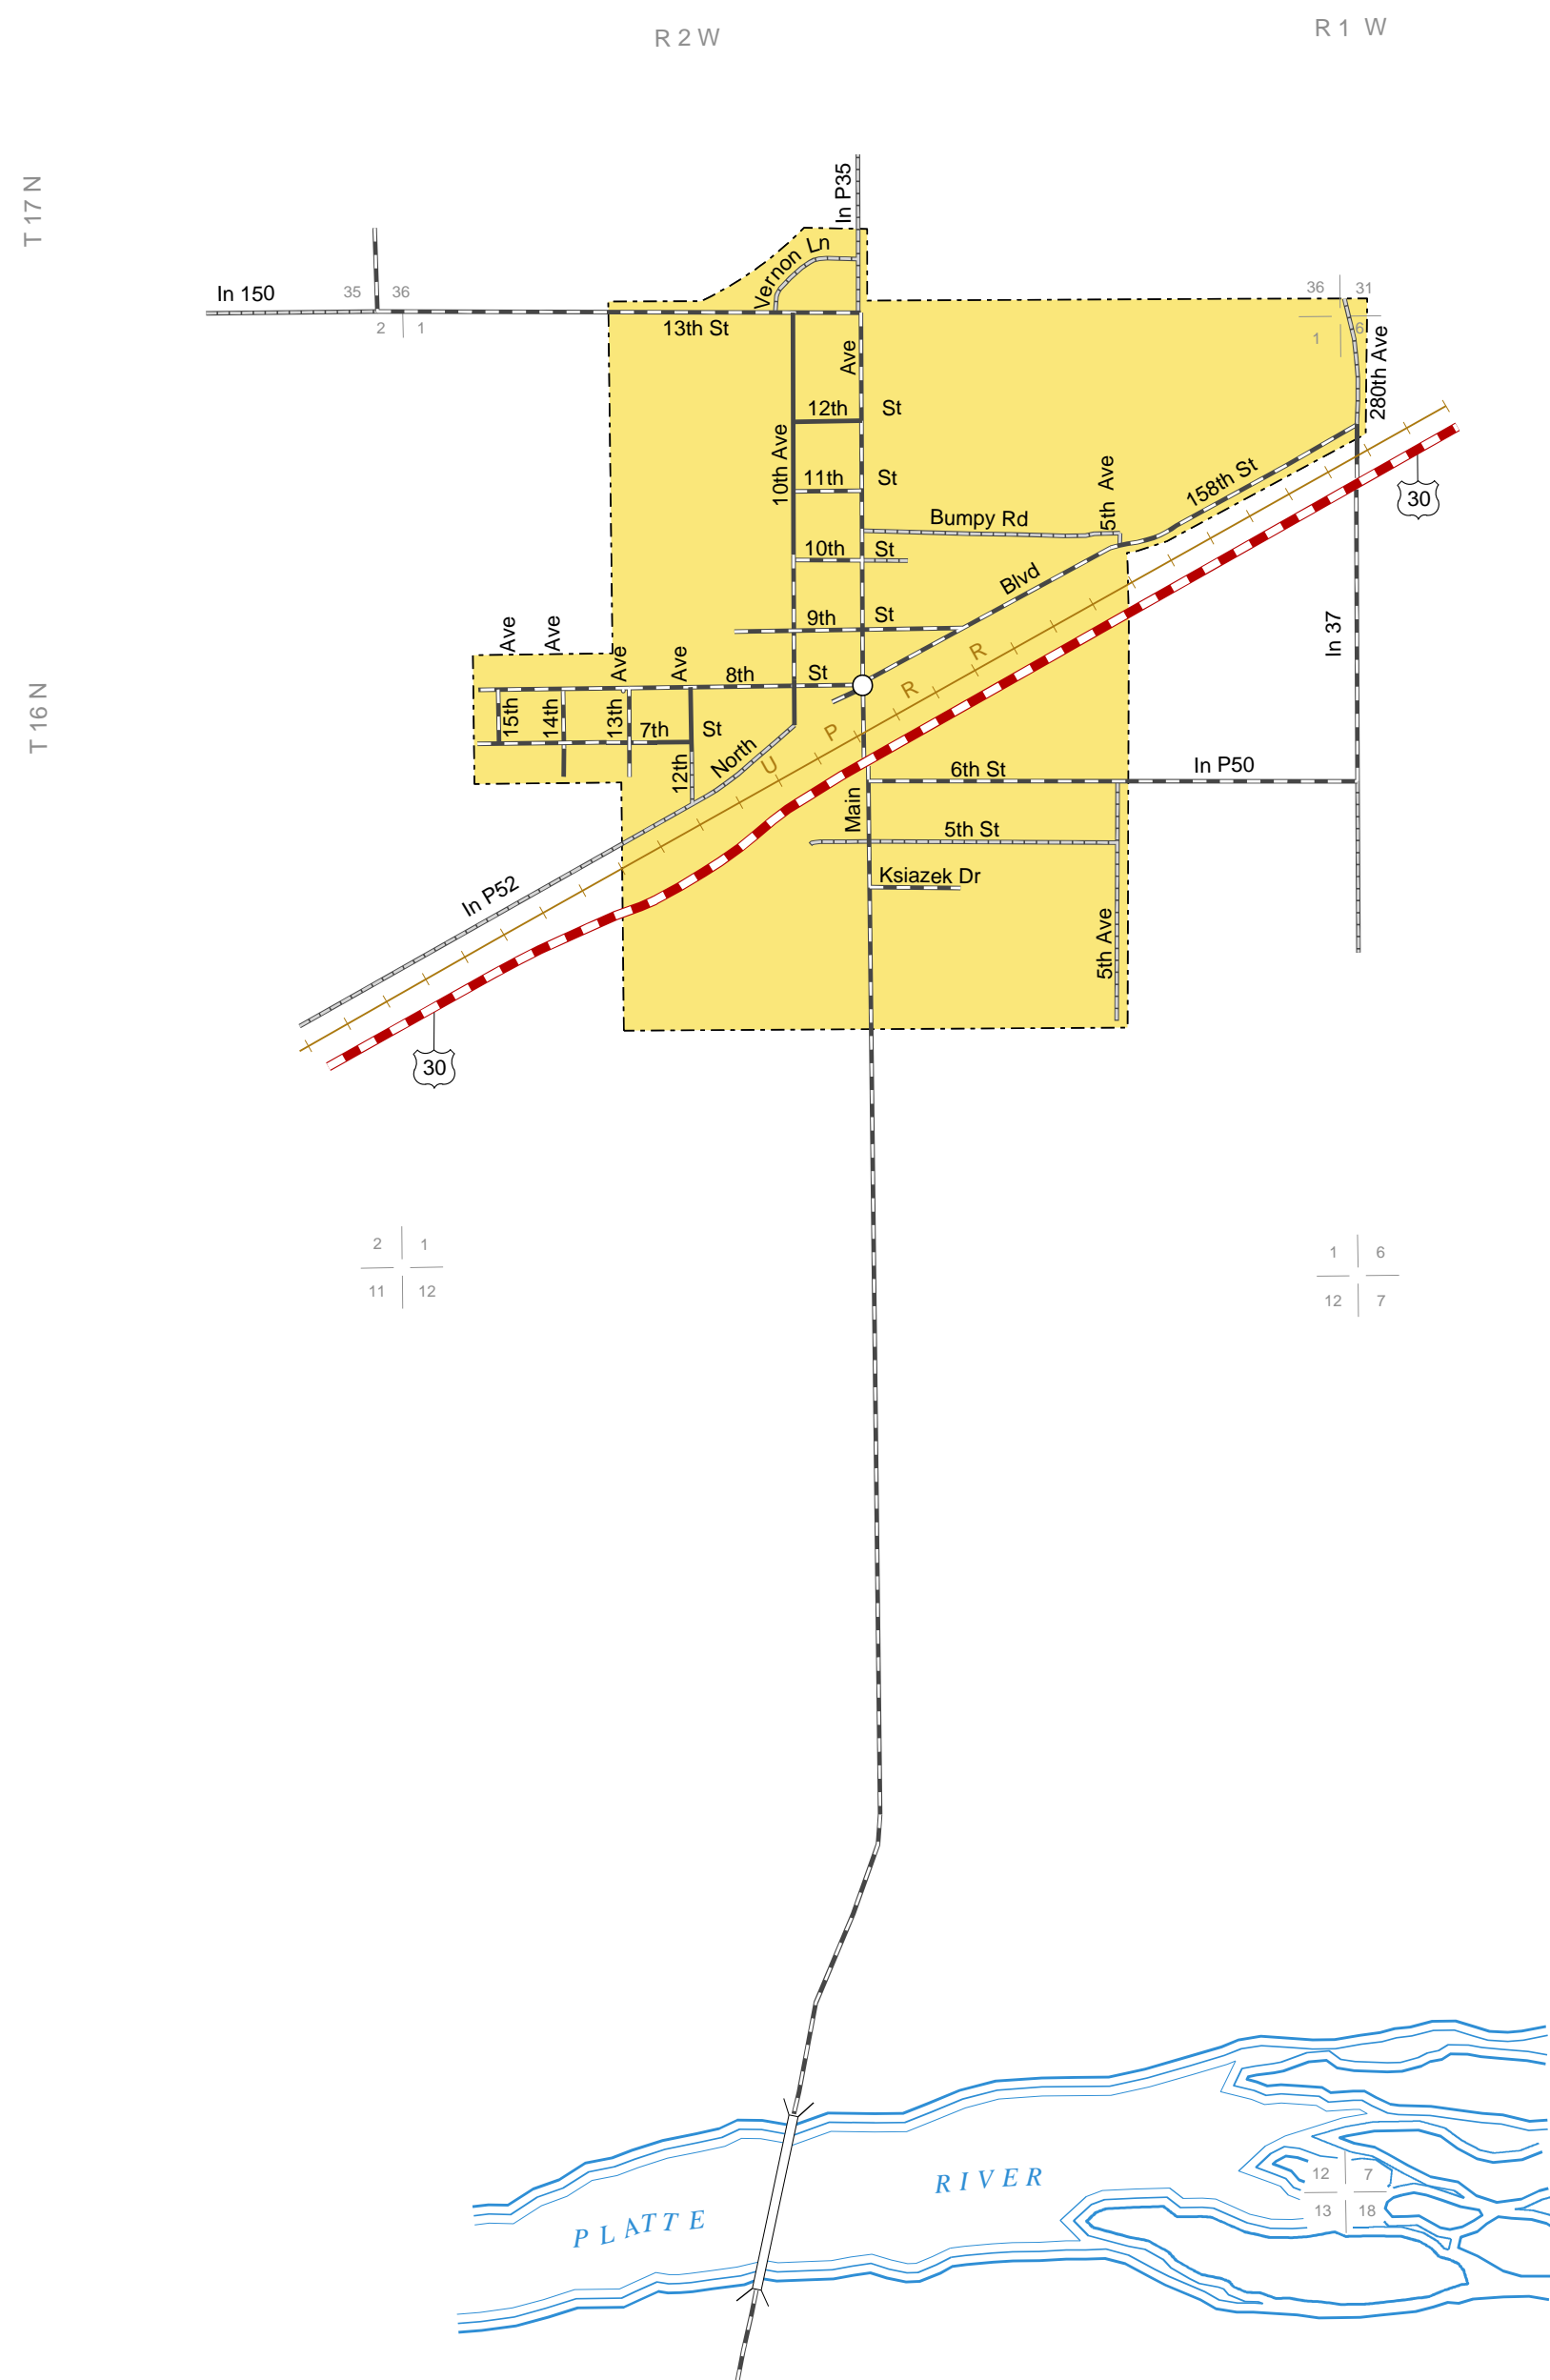 R 2 W
R 1 W
T 17 N
In P35
Vernon Ln
In 150
35 36
2 1
36 31
1 6
13th St
280th Ave
Ave
12th St
10th Ave
11th St
30
158th St
5th Ave
Bumpy Rd
10th St
Blvd
9th St
In 37
Ave
Ave
Ave
Ave
8th St
T 16 N
15th
14th
13th
7th St
12th
North
U P R R
6th St
In P50
Main
5th St
Ksiazek Dr
In P52
5th Ave
30
2 1
11 12
1 6
12 7
12 7
13 18
PLATTE RIVER